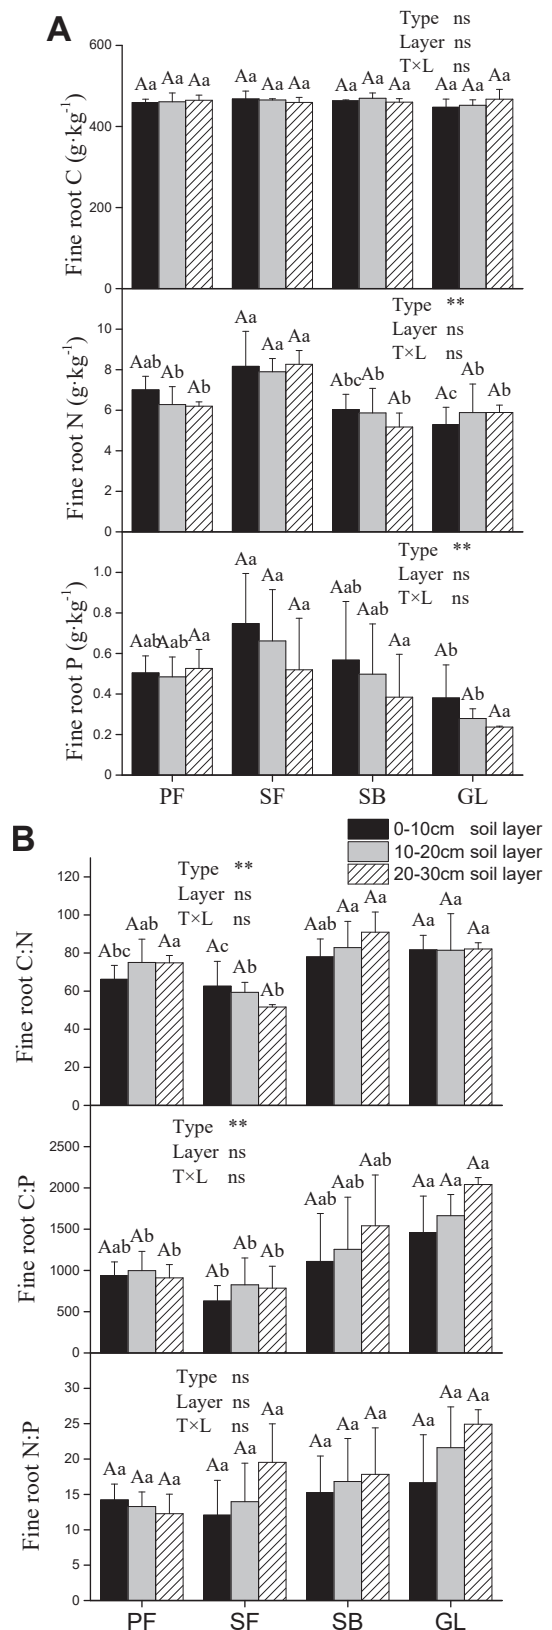 A
Type ns
Layer ns
T×L ns
600
400
200
0
Fine root C (g·kg-1)
Aa Aa Aa Aa Aa Aa Aa Aa Aa Aa Aa Aa
Type **
Layer ns
T×L ns
10
8
6
4
2
0
Fine root N (g·kg-1)
Aab Ab Ab Aa Aa Aa Abc Ab Ab Ac Ab Ab
Type **
Layer ns
T×L ns
1.0
0.8
0.6
0.4
0.2
0
Fine root P (g·kg-1)
Aab Aab Aa Aa Aa Aa Aab Aab Aa Ab Ab Aa
PF SF SB GL
B
0-10cm soil layer
10-20cm soil layer
20-30cm soil layer
Type **
Layer ns
T×L ns
120
100
80
60
40
20
0
Fine root C:N
Abc Aab Aa Ac Ab Ab Aab Aa Aa Aa Aa Aa
Type **
Layer ns
T×L ns
2500
2000
1500
1000
500
0
Fine root C:P
Aab Ab Ab Ab Ab Ab Aab Aab Aab Aa Aa Aa
Type ns
Layer ns
T×L ns
30
25
20
15
10
5
0
Fine root N:P
Aa Aa Aa Aa Aa Aa Aa Aa Aa Aa Aa Aa
PF SF SB GL